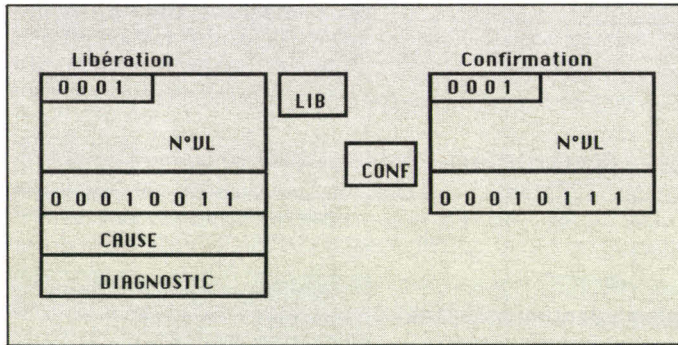 Libération
0 0 0 1
N°VL
0 0 0 1 0 0 1 1
CAUSE
DIAGNOSTIC
LIB
CONF
Confirmation
0 0 0 1
N°VL
0 0 0 1 0 1 1 1